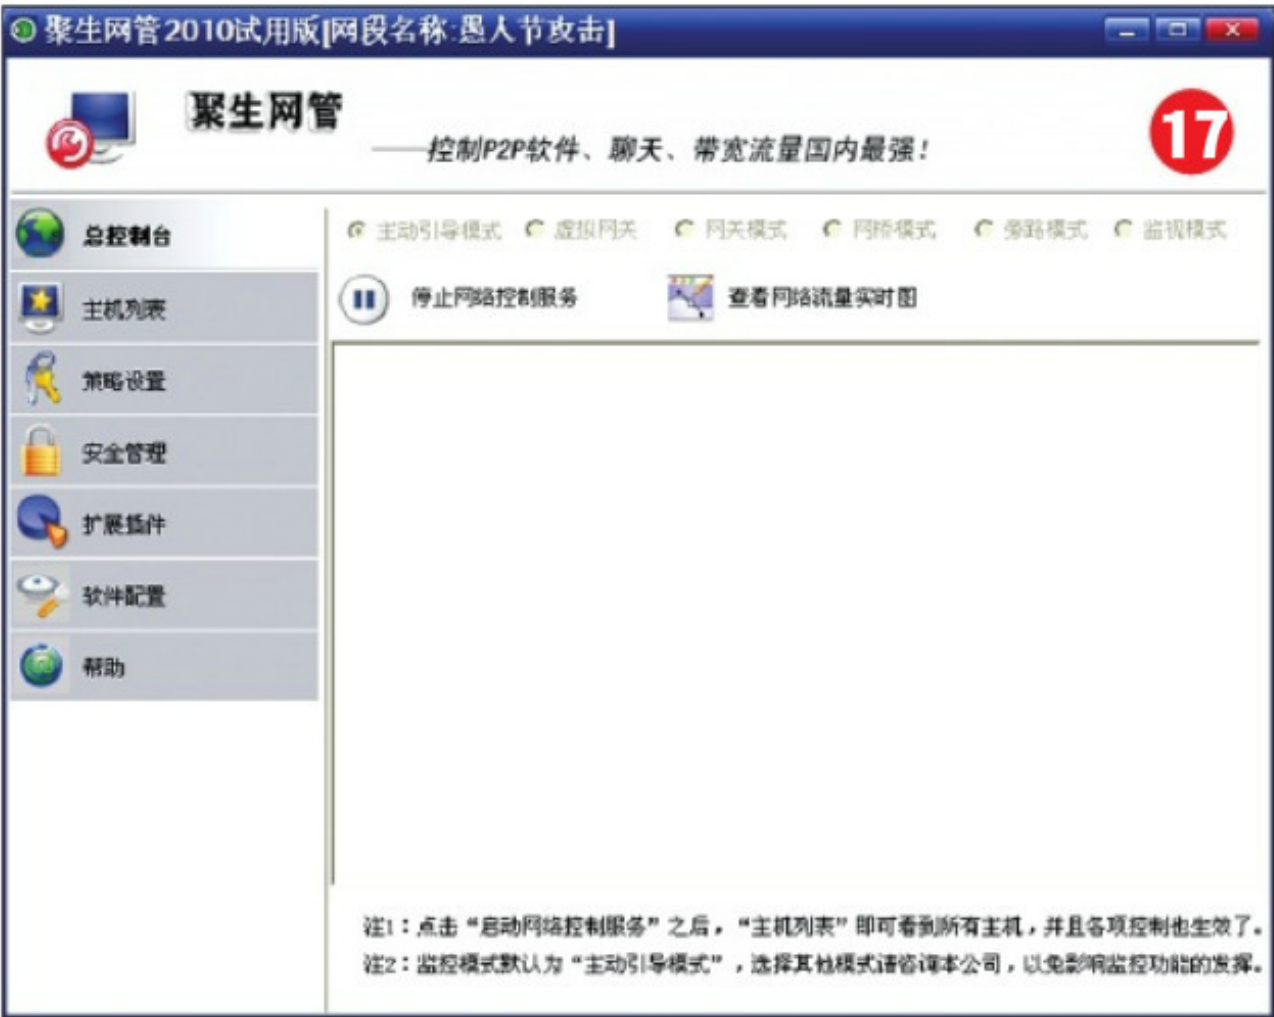 聚生网管2010试用版[网段名称:愚人节攻击]
聚生网管
——控制P2P软件、聊天、带宽流量国内最强!
17
总控制台
主机列表
策略设置
安全管理
扩展插件
软件配置
帮助
主动引导模式 虚拟网关 网关模式 网桥模式 旁路模式 监视模式
停止网络控制服务 查看网络流量实时图
注1:点击“启动网络控制服务”之后,“主机列表”即可看到所有主机,并且各项控制也生效了。
注2:监控模式默认为“主动引导模式”,选择其他模式请咨询本公司,以免影响监控功能的发挥。